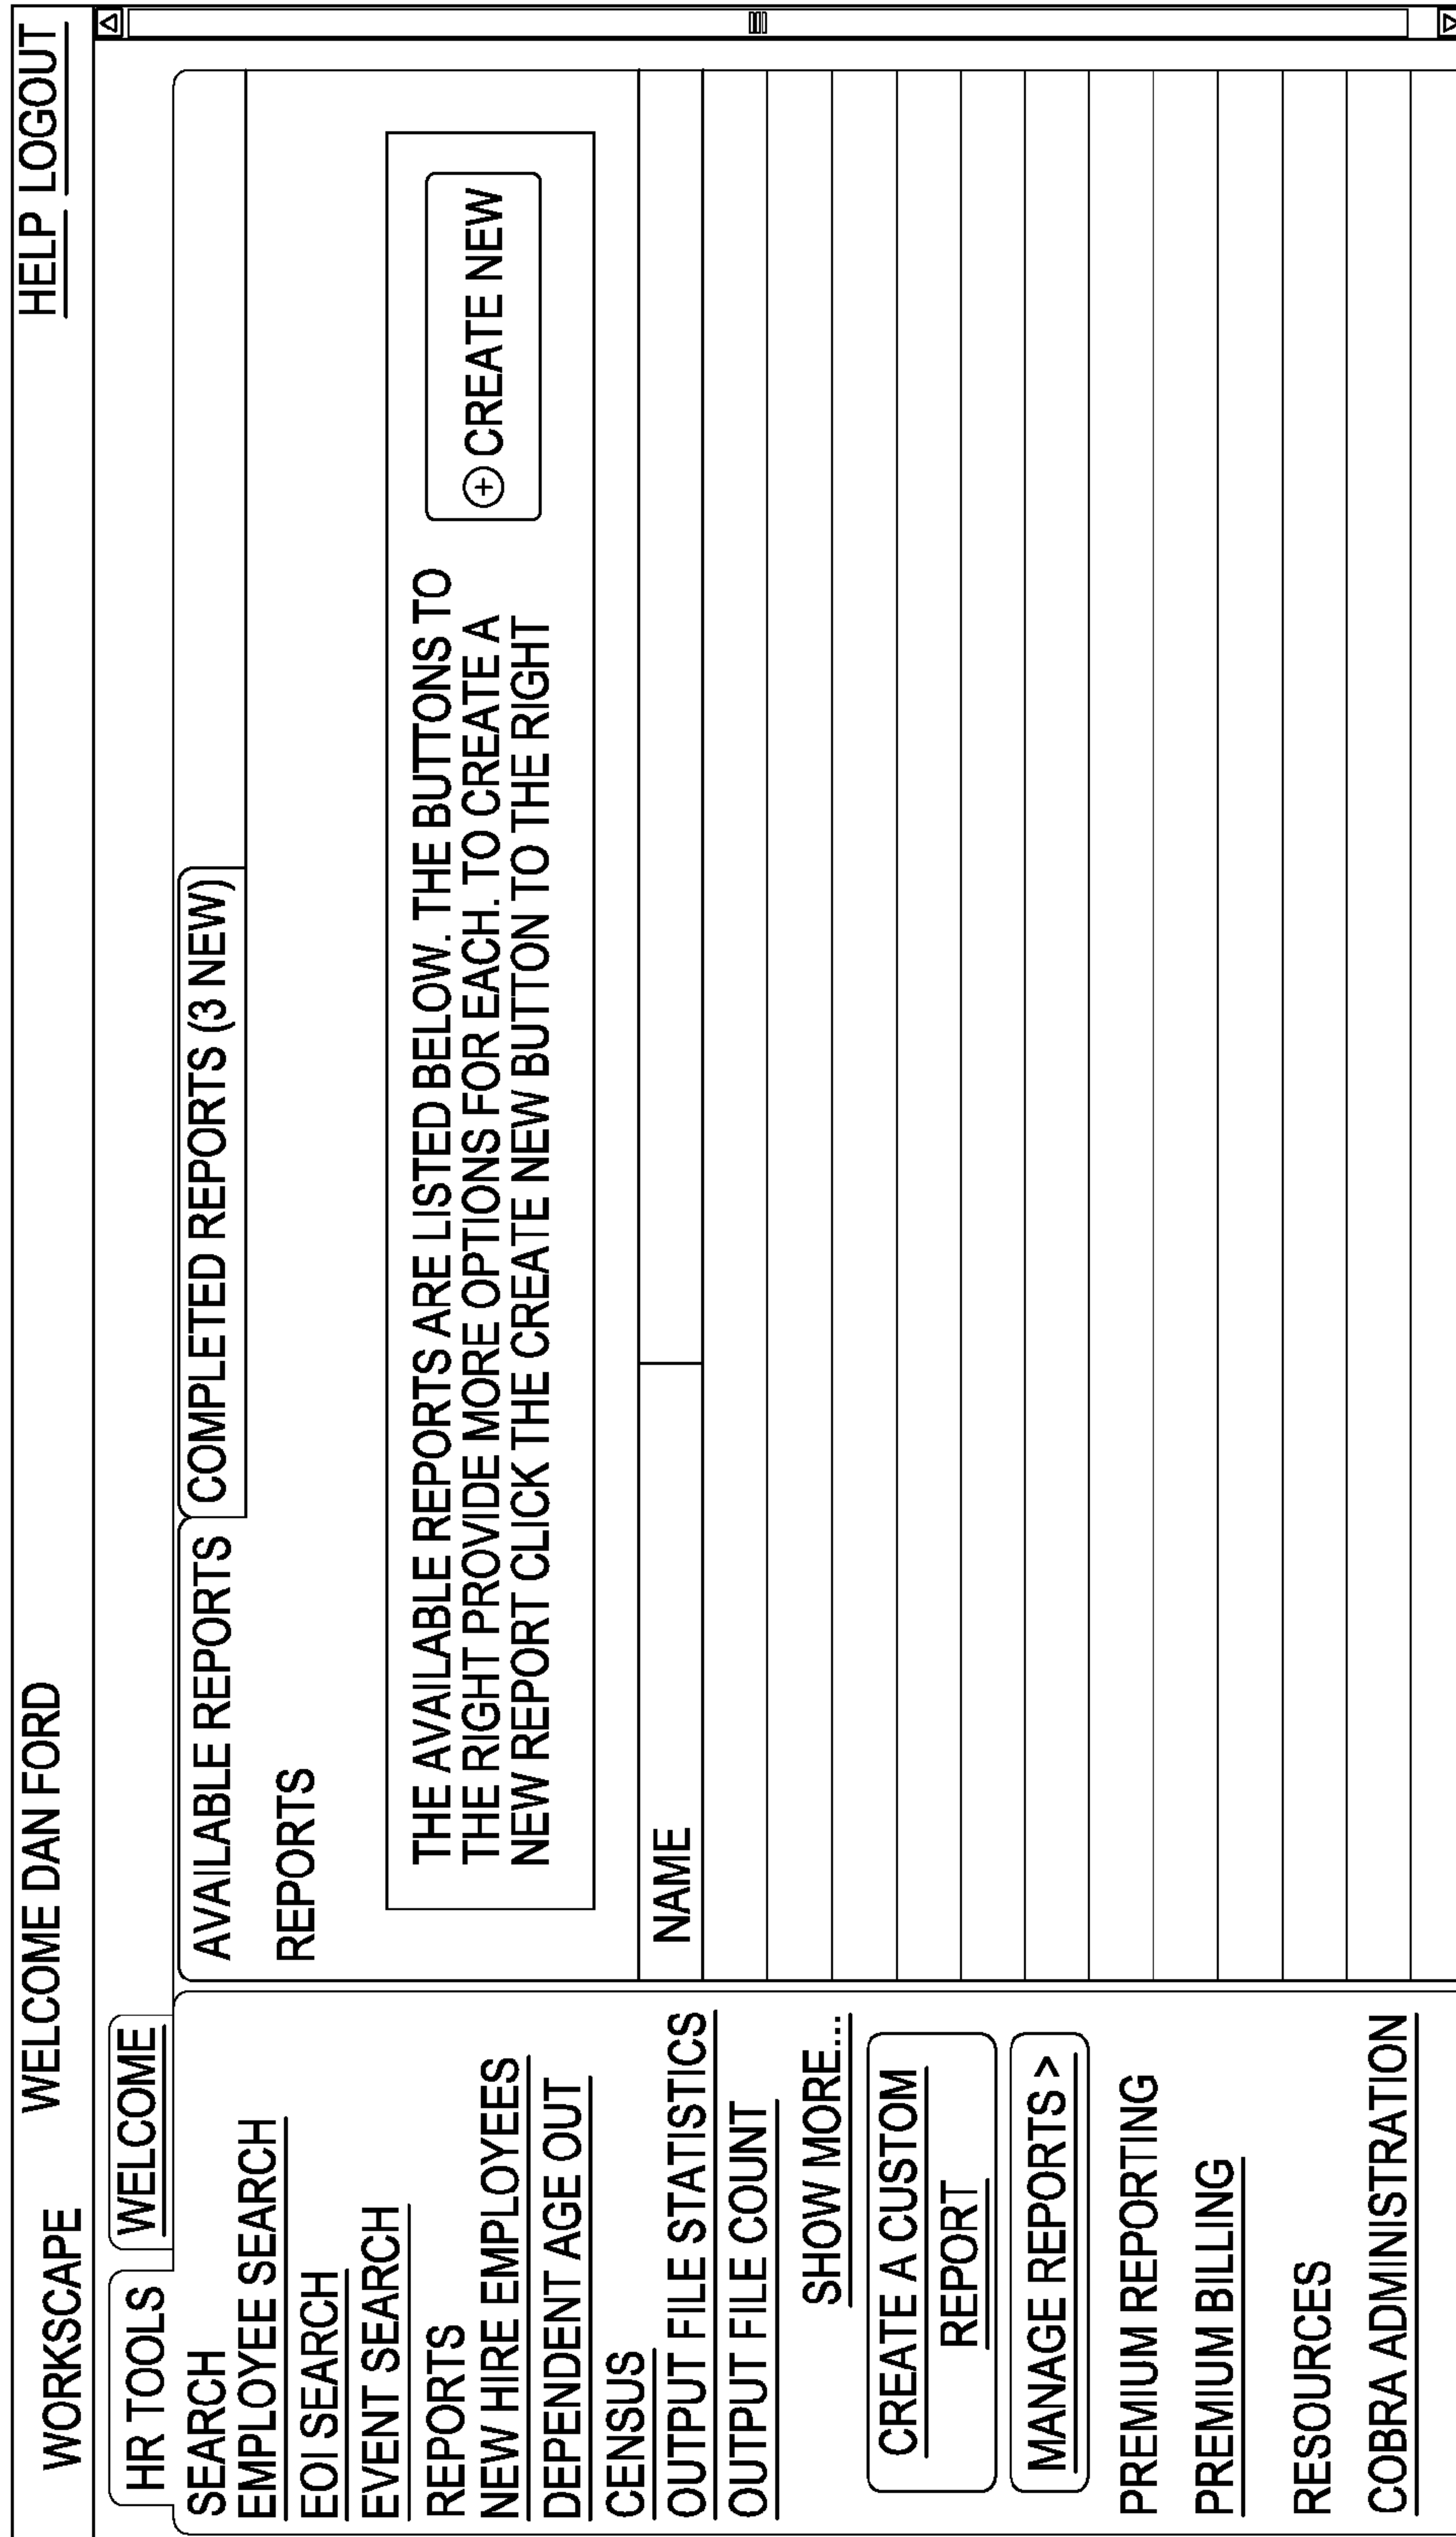 WORKSCAPE WELCOME DAN FORD HELP LOGOUT
HR TOOLS WELCOME
SEARCH
EMPLOYEE SEARCH
EOI SEARCH
EVENT SEARCH
REPORTS
NEW HIRE EMPLOYEES
DEPENDENT AGE OUT
CENSUS
OUTPUT FILE STATISTICS
OUTPUT FILE COUNT
SHOW MORE...
CREATE A CUSTOM
REPORT
MANAGE REPORTS >
PREMIUM REPORTING
PREMIUM BILLING
RESOURCES
COBRA ADMINISTRATION
AVAILABLE REPORTS COMPLETED REPORTS (3 NEW)
REPORTS
THE AVAILABLE REPORTS ARE LISTED BELOW. THE BUTTONS TO
THE RIGHT PROVIDE MORE OPTIONS FOR EACH. TO CREATE A
NEW REPORT CLICK THE CREATE NEW BUTTON TO THE RIGHT
+ CREATE NEW
NAME